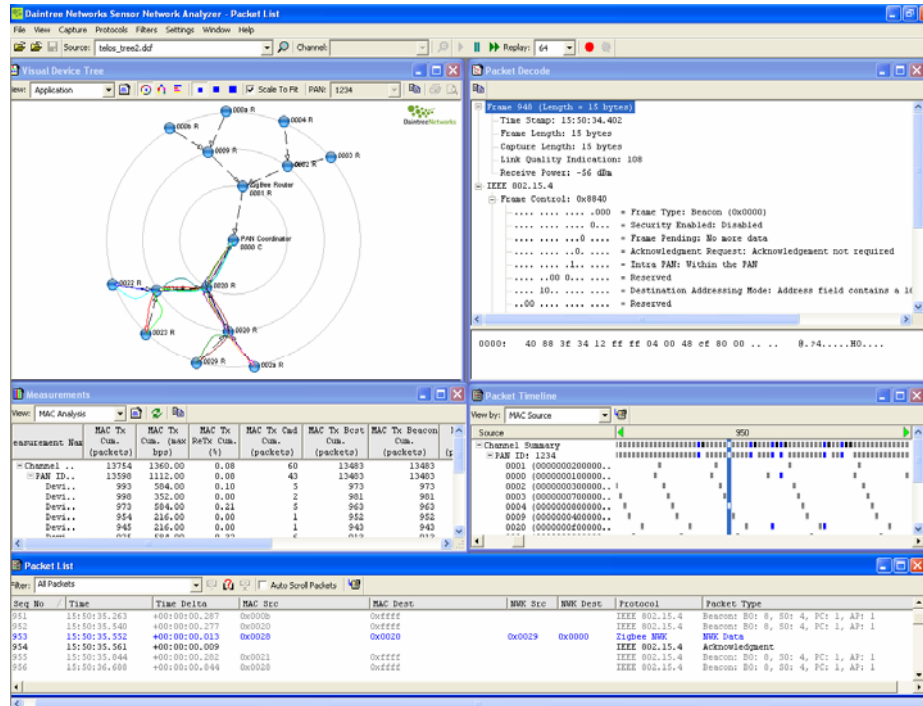 Daintree Networks Sensor Network Analyzer - Packet List
File View Capture Protocols Filters Settings Window Help
Source: telos_tree2.dcf Channel: Replay: 64
Visual Device Tree
iew: Application Scale To Fit PAN: 1234
DaintreeNetworks
000a R
000b R
0004 R
0009 R
0002 R
0003 R
ZigBee Router
0001 R
PAN Coordinator
0000 C
0022 R
0020 R
0023 R
0029 R
002a R
Packet Decode
Frame 948 (Length = 15 bytes)
Time Stamp: 15:50:34.402
Frame Length: 15 bytes
Capture Length: 15 bytes
Link Quality Indication: 108
Receive Power: -56 dBm
IEEE 802.15.4
Frame Control: 0x8840
.... .... .... .000 = Frame Type: Beacon (0x0000)
.... .... .... 0... = Security Enabled: Disabled
.... .... ...0 .... = Frame Pending: No more data
.... .... ..0. .... = Acknowledgment Request: Acknowledgement not required
.... .... .1.. .... = Intra PAN: Within the PAN
.... ..00 0... .... = Reserved
.... 10.. .... .... = Destination Addressing Mode: Address field contains a 16
..00 .... .... .... = Reserved
0000: 40 88 3f 34 12 ff ff 04 00 48 cf 80 00 .. .. @.?4.....HO....
Measurements
View: MAC Analysis
easurement Nam MAC Tx Cum. (packets) MAC Tx Cum. (max bps) MAC Tx ReTx Cum. (%) MAC Tx Cmd Cum. (packets) MAC Tx Bcst Cum. (packets) MAC Tx Beacon Cum. (packets)
Channel .. 13754 1360.00 0.08 60 13483 13483
PAN ID.. 13598 1112.00 0.08 43 13483 13483
Devi.. 993 584.00 0.10 5 973 973
Devi.. 998 352.00 0.00 2 981 981
Devi.. 973 584.00 0.21 5 963 963
Devi.. 954 216.00 0.00 1 952 952
Devi.. 945 216.00 0.00 1 943 943
Packet Timeline
View by: MAC Source
Source 950
Channel Summary
PAN ID: 1234
0001 (0000000200000..
0000 (0000000100000..
0002 (0000000300000..
0003 (0000000700000..
0004 (0000000600000..
0009 (0000000400000..
0020 (0000000f00000..
Packet List
Filter: All Packets Auto Scroll Packets
Seq No Time Time Delta MAC Src MAC Dest NWK Src NWK Dest Protocol Packet Type
951 15:50:35.263 +00:00:00.287 0x000b 0xffff IEEE 802.15.4 Beacon: BO: 8, SO: 4, PC: 1, AP: 1
952 15:50:35.540 +00:00:00.277 0x0020 0xffff IEEE 802.15.4 Beacon: BO: 8, SO: 4, PC: 1, AP: 1
953 15:50:35.552 +00:00:00.013 0x0028 0x0020 0x0029 0x0000 Zigbee NWK NWK Data
954 15:50:35.561 +00:00:00.009 IEEE 802.15.4 Acknowledgment
955 15:50:35.844 +00:00:00.282 0x0021 0xffff IEEE 802.15.4 Beacon: BO: 8, SO: 4, PC: 1, AP: 1
956 15:50:36.688 +00:00:00.844 0x0028 0xffff IEEE 802.15.4 Beacon: BO: 8, SO: 4, PC: 1, AP: 1